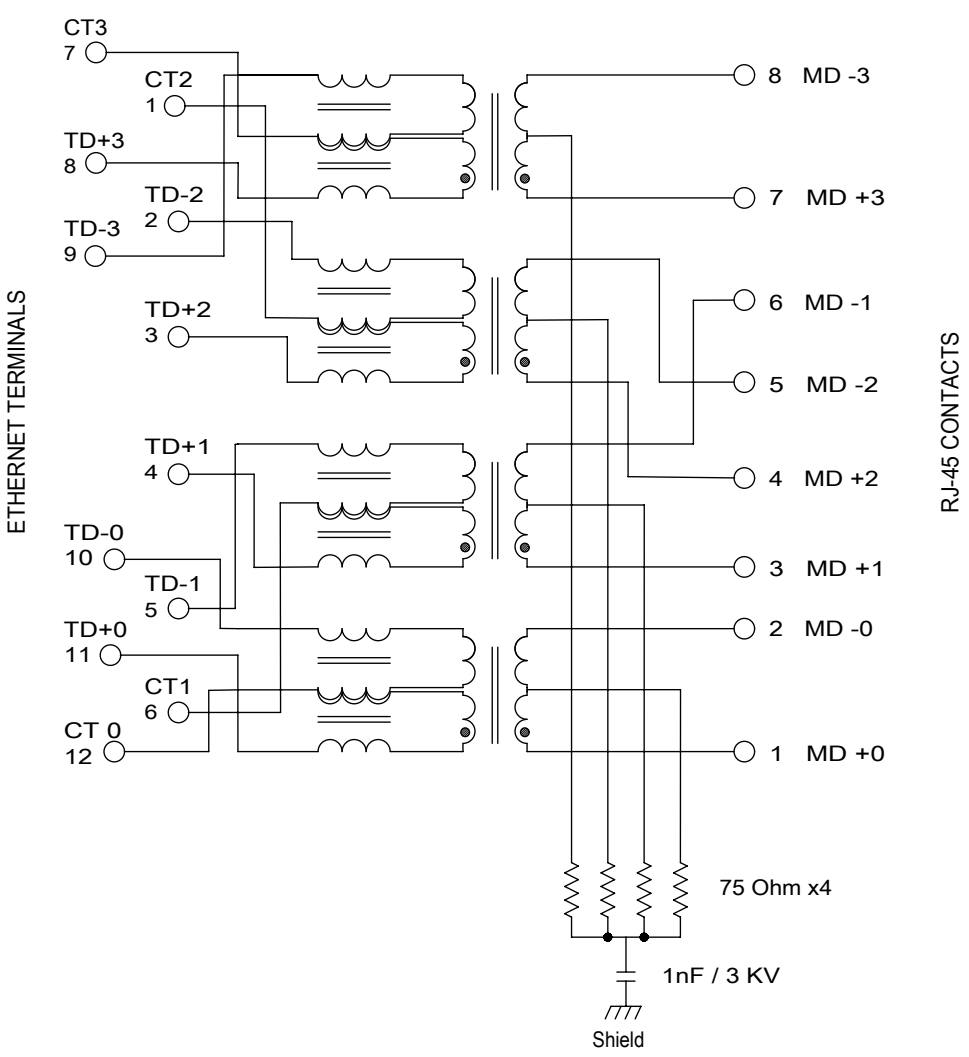 CT3
7
CT2
1
TD+3
8
TD-2
2
TD-3
9
TD+2
3
TD+1
4
TD-0
10
TD-1
5
TD+0
11
CT1
6
CT 0
12
ETHERNET TERMINALS
8 MD -3
7 MD +3
6 MD -1
5 MD -2
4 MD +2
3 MD +1
2 MD -0
1 MD +0
RJ-45 CONTACTS
75 Ohm x4
1nF / 3 KV
Shield